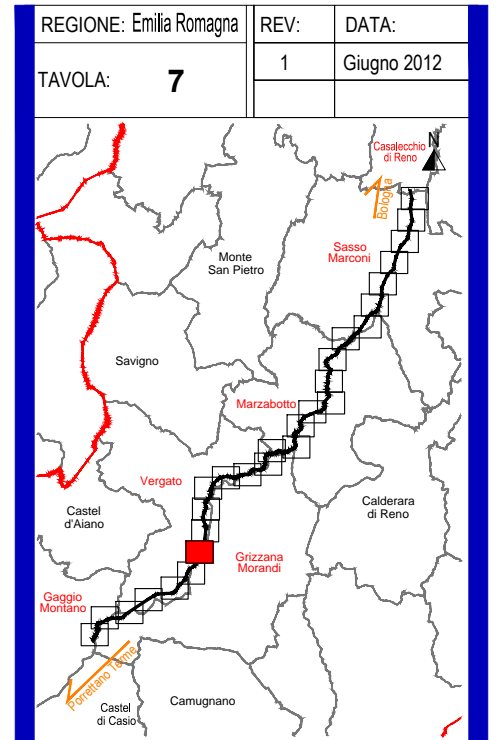 REGIONE: Emilia Romagna
REV:
DATA:
TAVOLA: 7
1
Giugno 2012
Casalecchio
di Reno
N
Bologna
Sasso
Marconi
Monte
San Pietro
Savigno
Marzabotto
Vergato
Castel
d'Aiano
Calderara
di Reno
Grizzana
Morandi
Gaggio
Montano
Porrettano Terme
Castel
di Casio
Camugnano